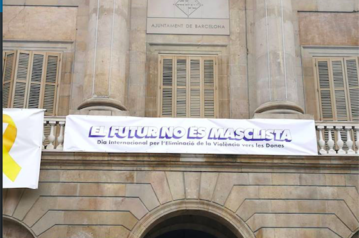 AJUNTAMENT DE BARCELONA
EL FUTUR NO ES MASCLISTA
Dia Internacional per l'Eliminació de la Violència vers les Dones